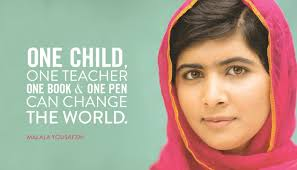 ONE CHILD,
ONE TEACHER
ONE BOOK & ONE PEN
CAN CHANGE
THE WORLD.
MALALA YOUSAFZAI